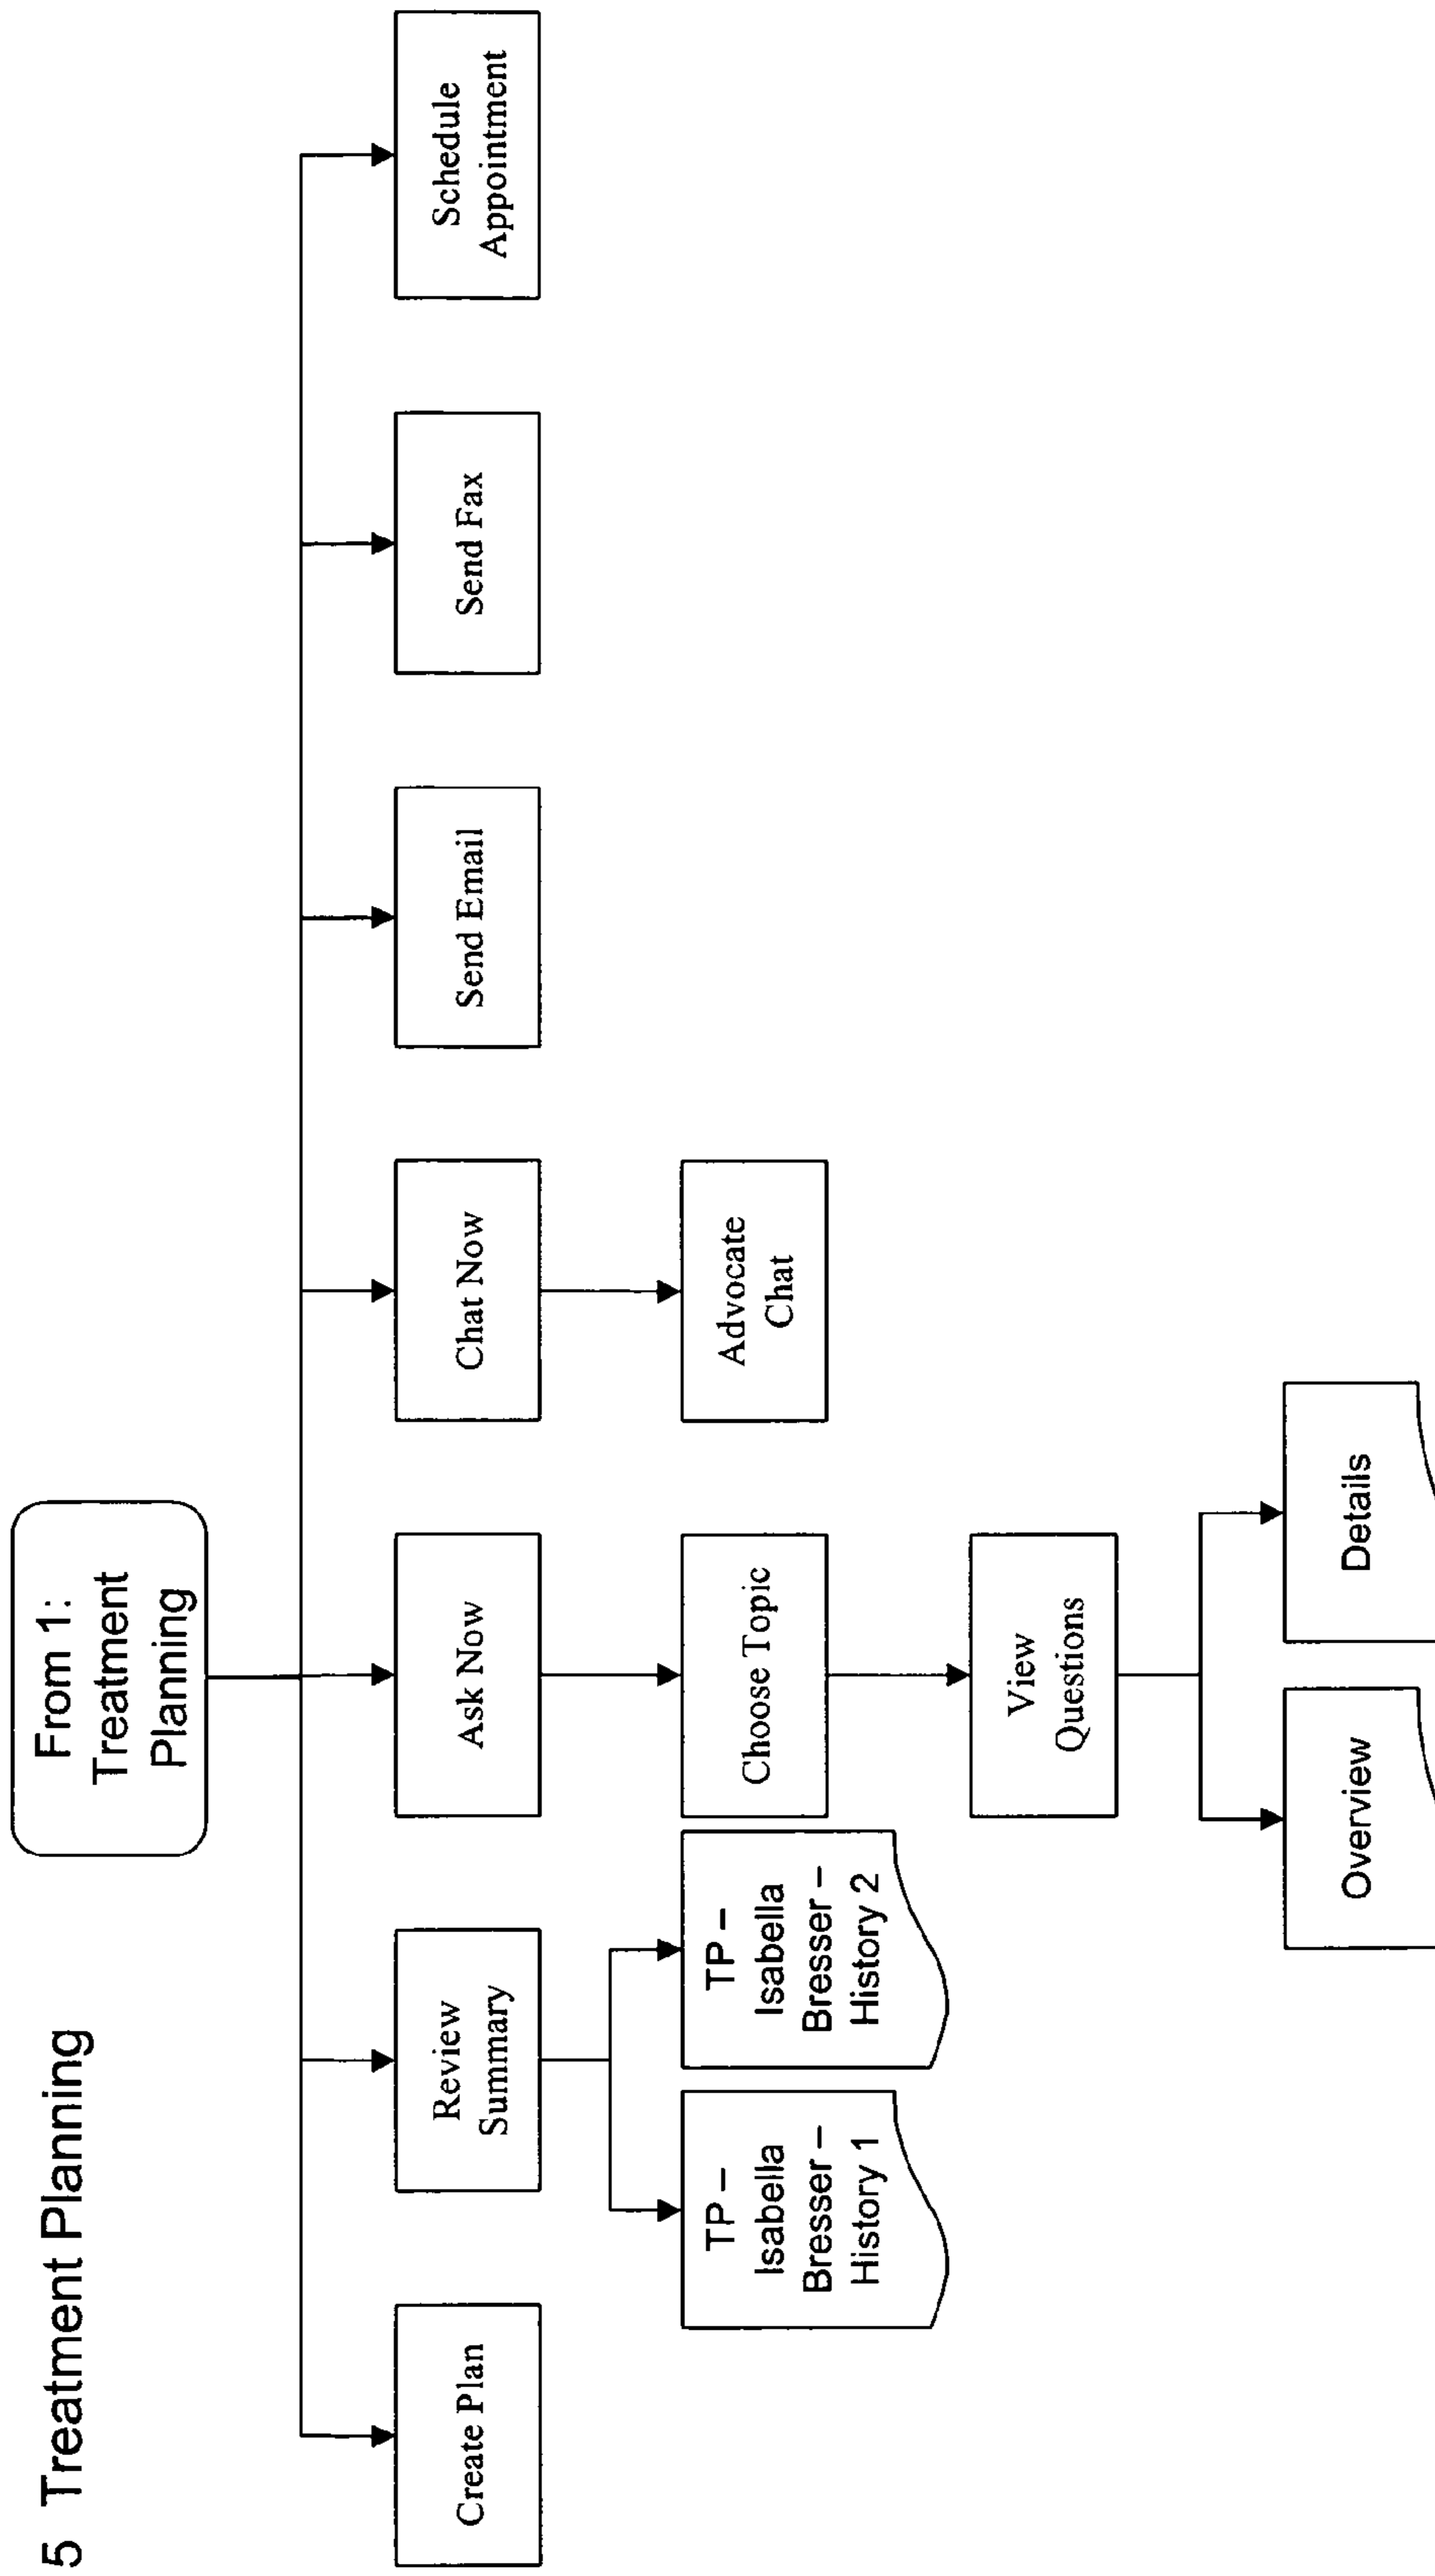 5 Treatment Planning
From 1:
Treatment
Planning
Create Plan
Review
Summary
Ask Now
Chat Now
Send Email
Send Fax
Schedule
Appointment
TP –
Isabella
Bresser –
History 1
TP –
Isabella
Bresser –
History 2
Choose Topic
Advocate
Chat
View
Questions
Overview
Details